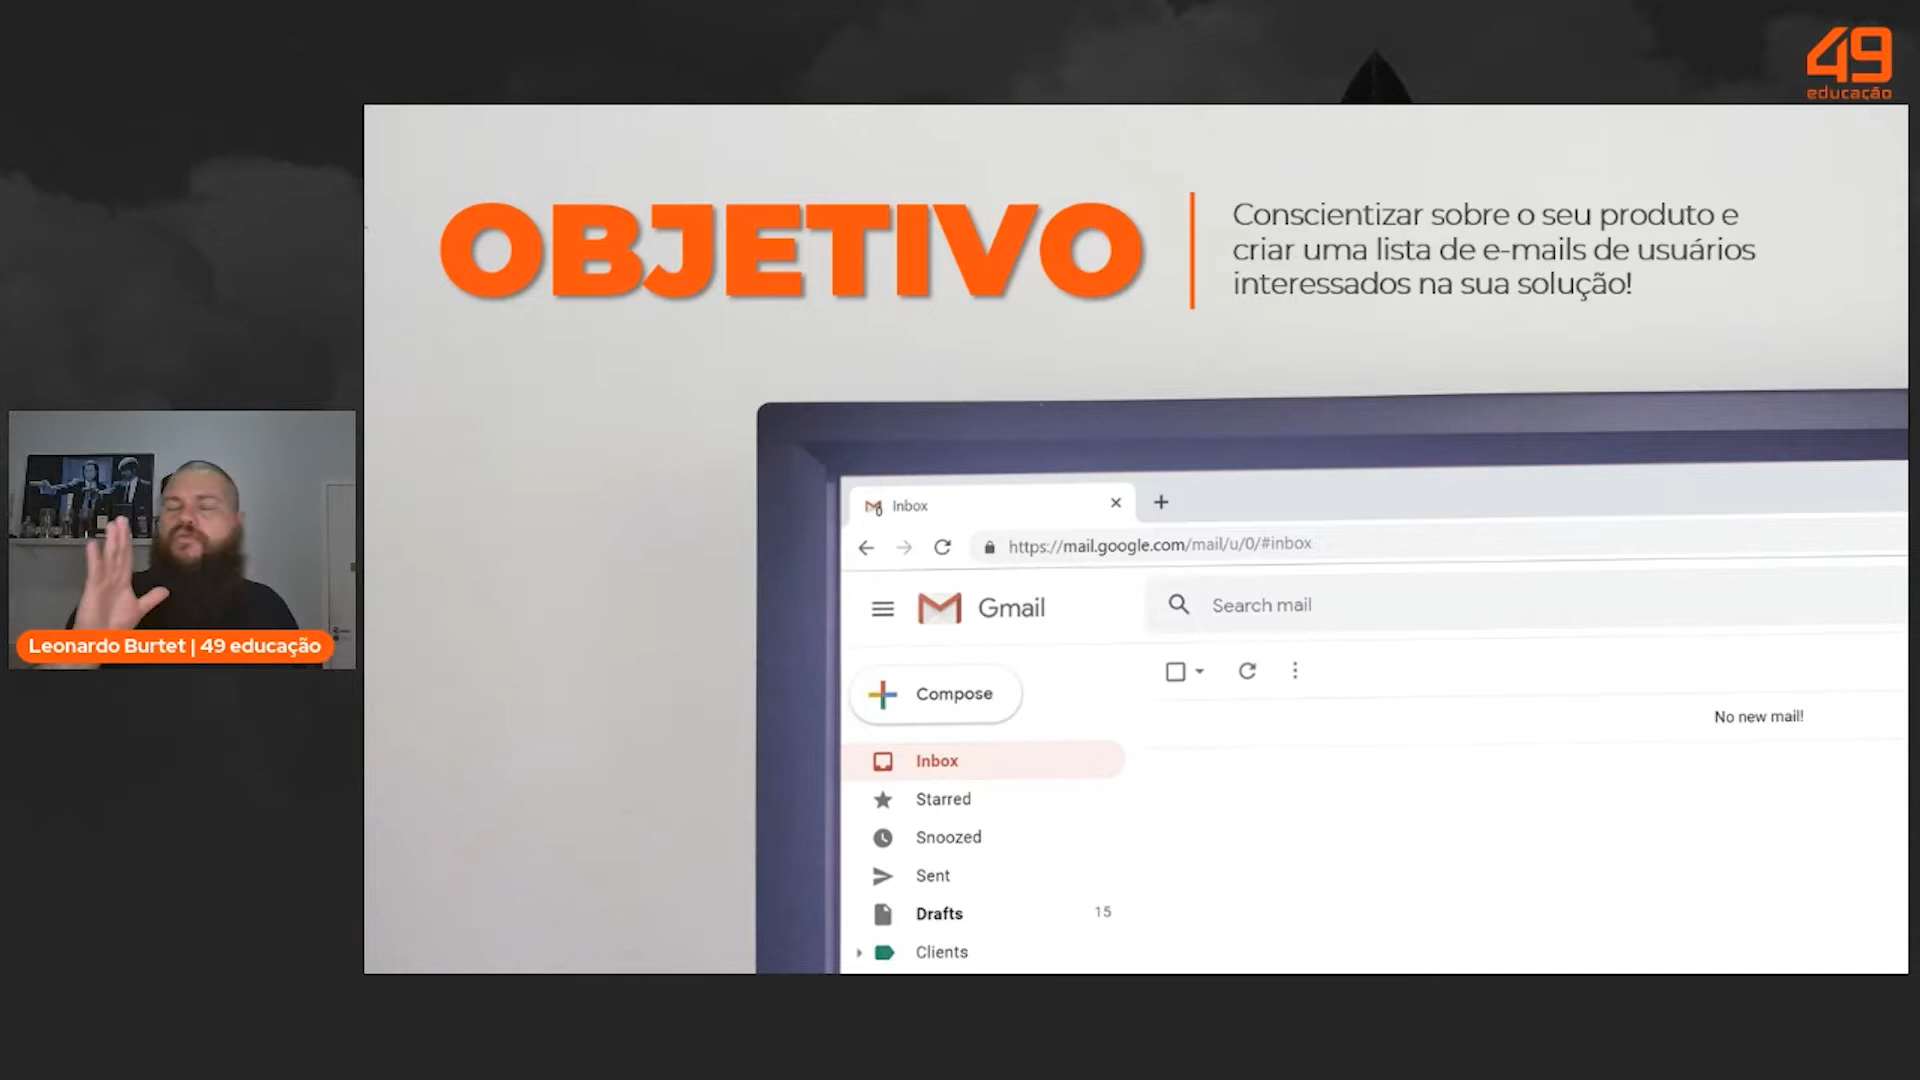 49
educação
OBJETIVO
Conscientizar sobre o seu produto e
criar uma lista de e-mails de usuários
interessados na sua solução!
Inbox
https://mail.google.com/mail/u/0/#inbox
Gmail
Search mail
Compose
No new mail!
Inbox
Starred
Snoozed
Sent
Drafts 15
Clients
Leonardo Burtet | 49 educação